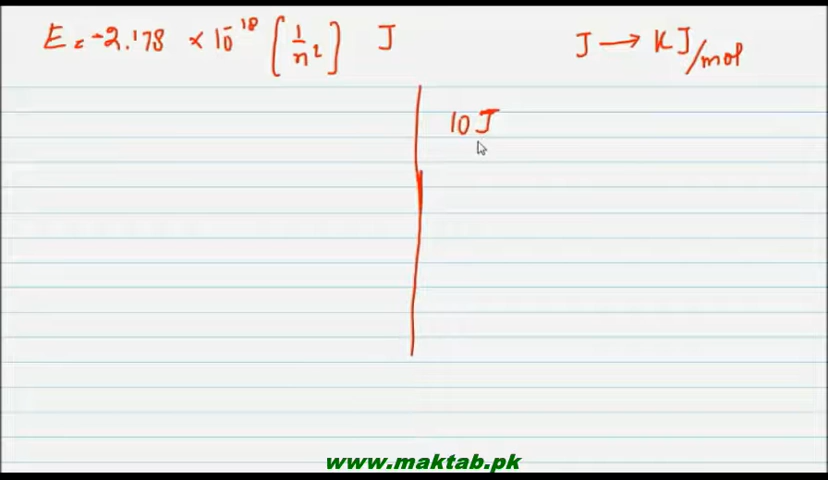 E = -2.178 × 10⁻¹⁸ [1/n²] J
J → KJ/mol
10 J
www.maktab.pk